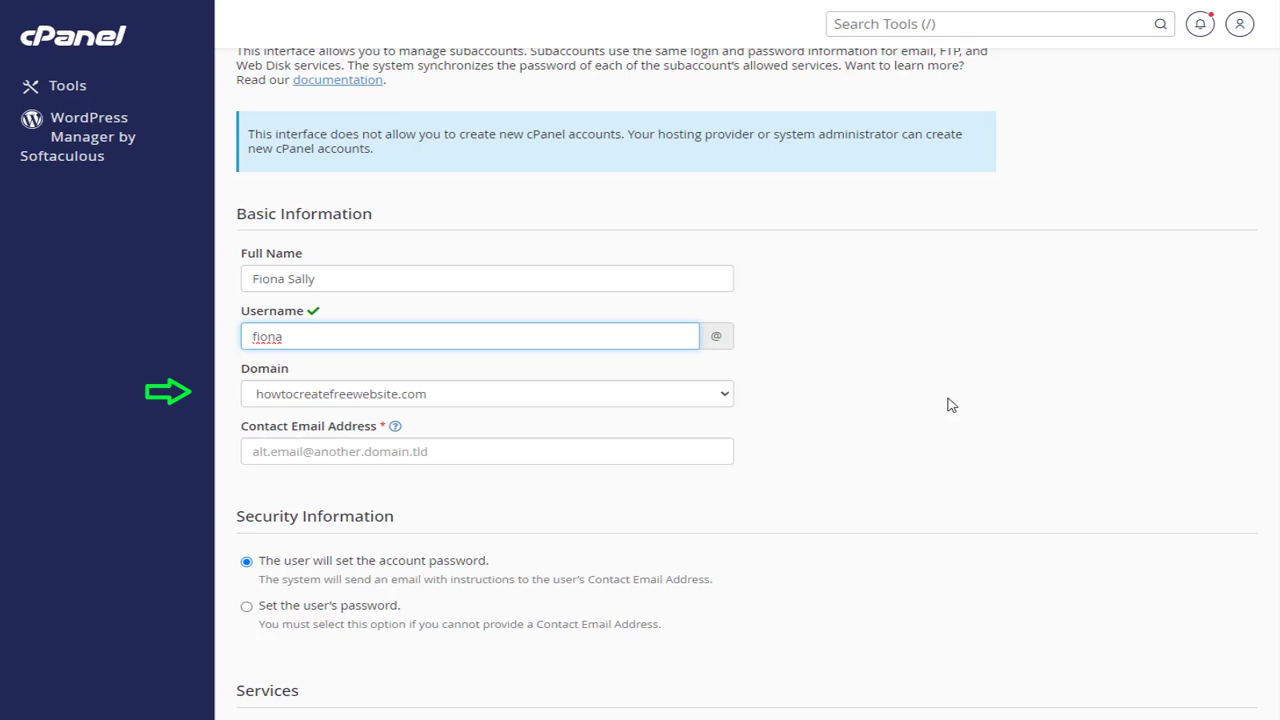 cPanel
Search Tools (/)
Tools
WordPress
Manager by
Softaculous
This interface allows you to manage subaccounts. Subaccounts use the same login and password information for email, FTP, and
Web Disk services. The system synchronizes the password of each of the subaccount's allowed services. Want to learn more?
Read our documentation.
This interface does not allow you to create new cPanel accounts. Your hosting provider or system administrator can create
new cPanel accounts.
Basic Information
Full Name
Fiona Sally
Username
fiona
@
Domain
howtocreatefreewebsite.com
Contact Email Address *
alt.email@another.domain.tld
Security Information
The user will set the account password.
The system will send an email with instructions to the user's Contact Email Address.
Set the user's password.
You must select this option if you cannot provide a Contact Email Address.
Services